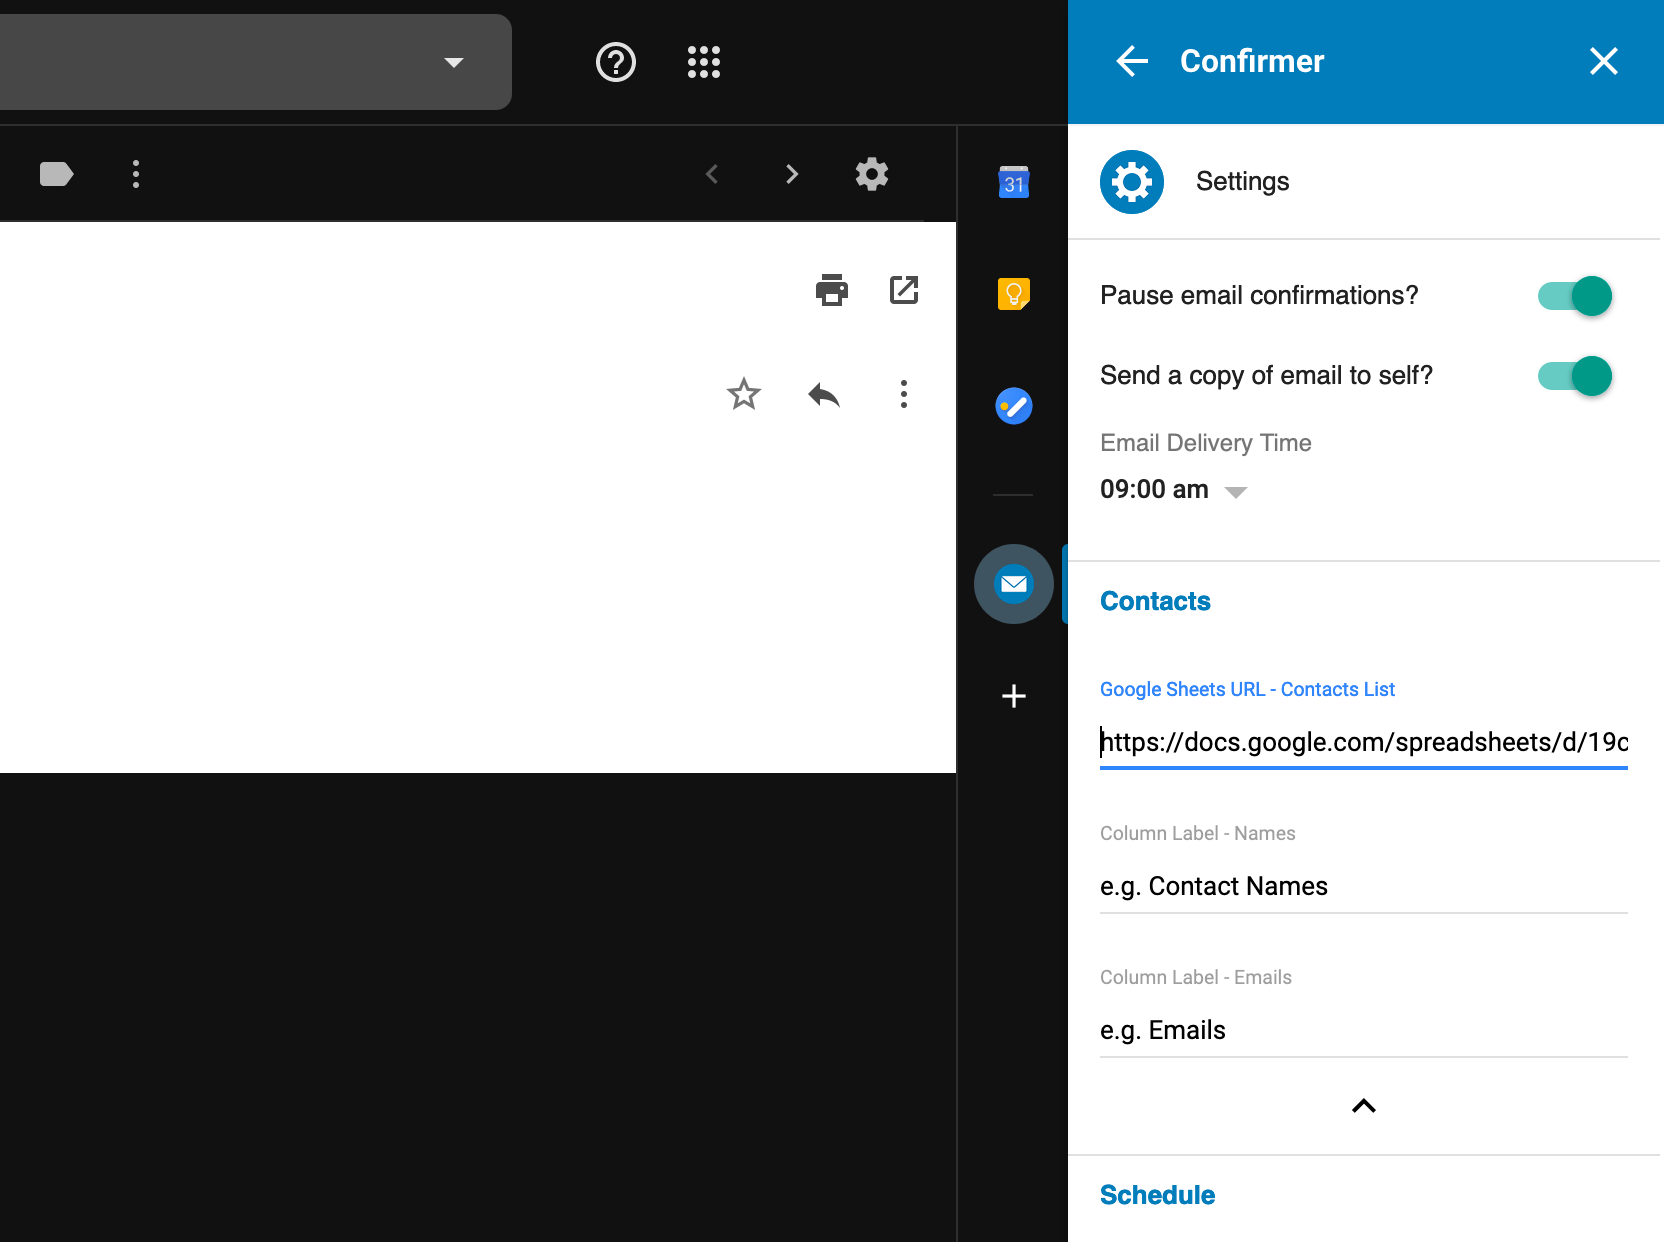 Confirmer
31
Settings
Pause email confirmations?
Send a copy of email to self?
Email Delivery Time
09:00 am
Contacts
Google Sheets URL - Contacts List
https://docs.google.com/spreadsheets/d/19c
Column Label - Names
e.g. Contact Names
Column Label - Emails
e.g. Emails
Schedule